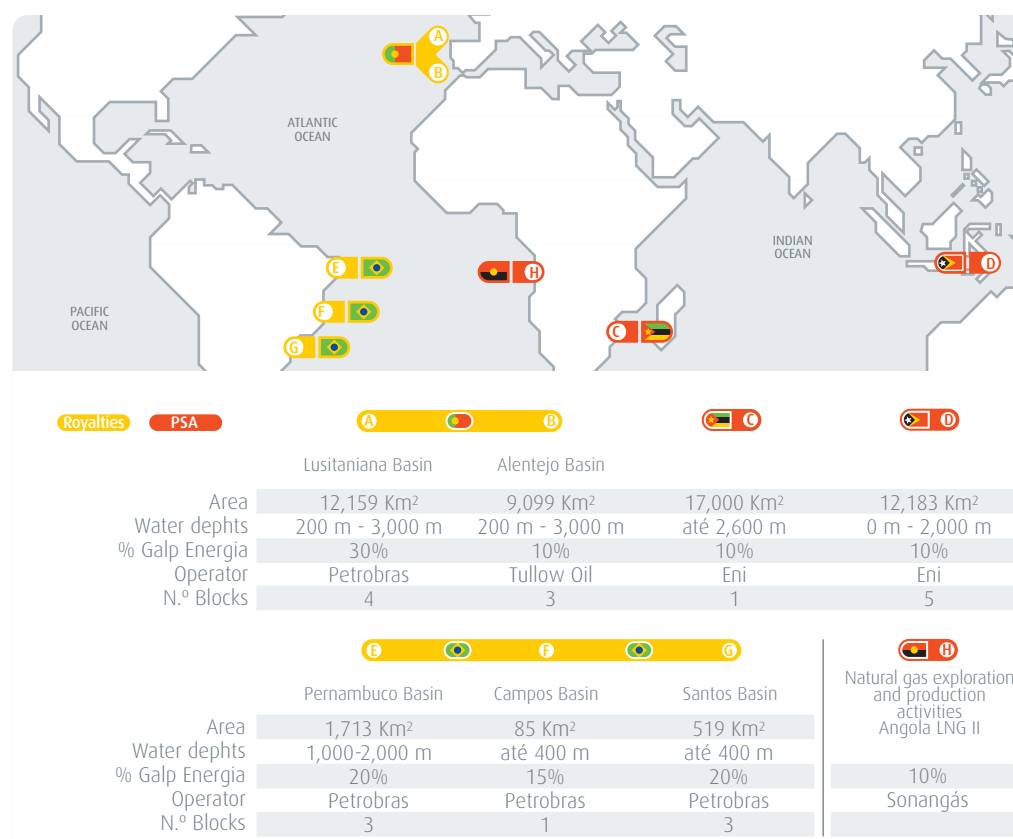 A
B
ATLANTIC
OCEAN
INDIAN
OCEAN
E
H
D
F
PACIFIC
OCEAN
C
G
Royalties PSA A B C D
Lusitaniana Basin Alentejo Basin
Area 12,159 Km² 9,099 Km² 17,000 Km² 12,183 Km²
Water dephts 200 m - 3,000 m 200 m - 3,000 m até 2,600 m 0 m - 2,000 m
% Galp Energia 30% 10% 10% 10%
Operator Petrobras Tullow Oil Eni Eni
N.º Blocks 4 3 1 5
E F G H
Pernambuco Basin Campos Basin Santos Basin
Natural gas exploration
and production
activities
Angola LNG II
Area 1,713 Km² 85 Km² 519 Km²
Water dephts 1,000-2,000 m até 400 m até 400 m
% Galp Energia 20% 15% 20% 10%
Operator Petrobras Petrobras Petrobras Sonangás
N.º Blocks 3 1 3